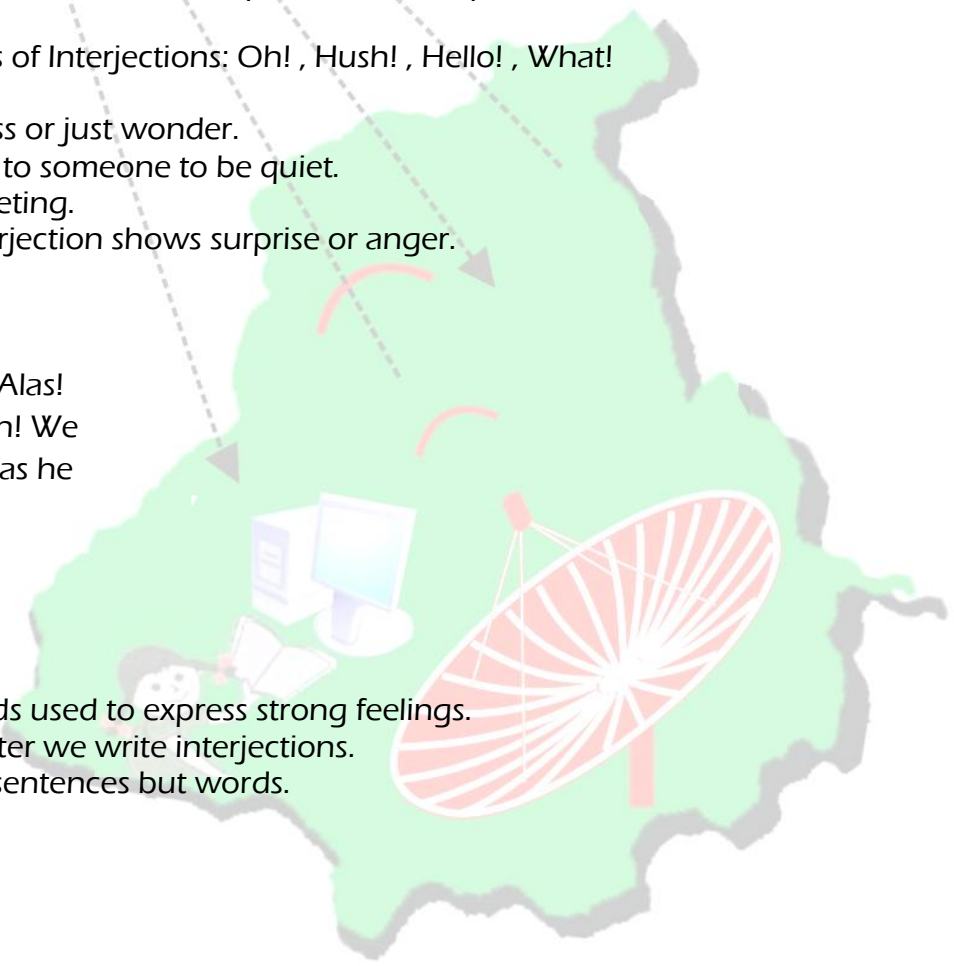 s of Interjections: Oh! , Hush! , Hello! , What!
ss or just wonder.
to someone to be quiet.
eting.
rjection shows surprise or anger.
Alas!
n! We
as he
ds used to express strong feelings.
ter we write interjections.
sentences but words.